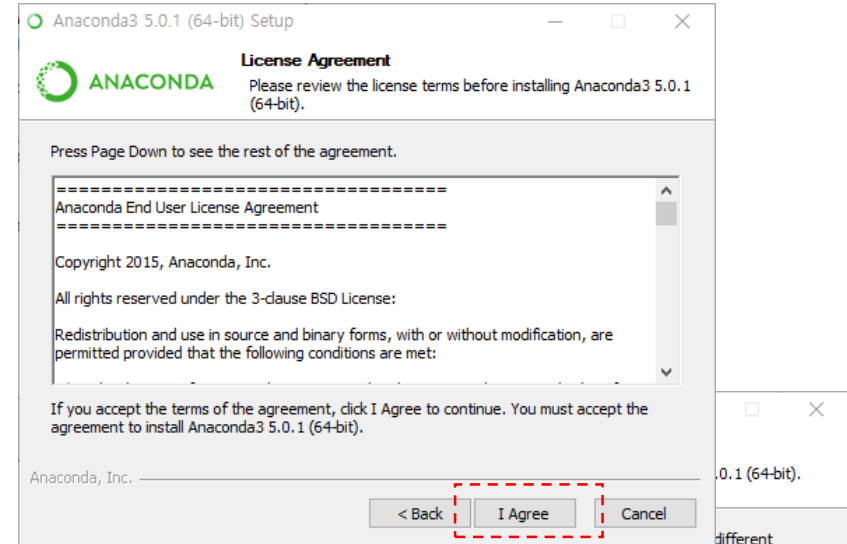 Anaconda3 5.0.1 (64-bit) Setup
ANACONDA
License Agreement
Please review the license terms before installing Anaconda3 5.0.1
(64-bit).
Press Page Down to see the rest of the agreement.
===================================
Anaconda End User License Agreement
===================================
Copyright 2015, Anaconda, Inc.
All rights reserved under the 3-clause BSD License:
Redistribution and use in source and binary forms, with or without modification, are
permitted provided that the following conditions are met:
If you accept the terms of the agreement, click I Agree to continue. You must accept the
agreement to install Anaconda3 5.0.1 (64-bit).
Anaconda, Inc.
< Back
I Agree
Cancel
.0.1 (64-bit).
different